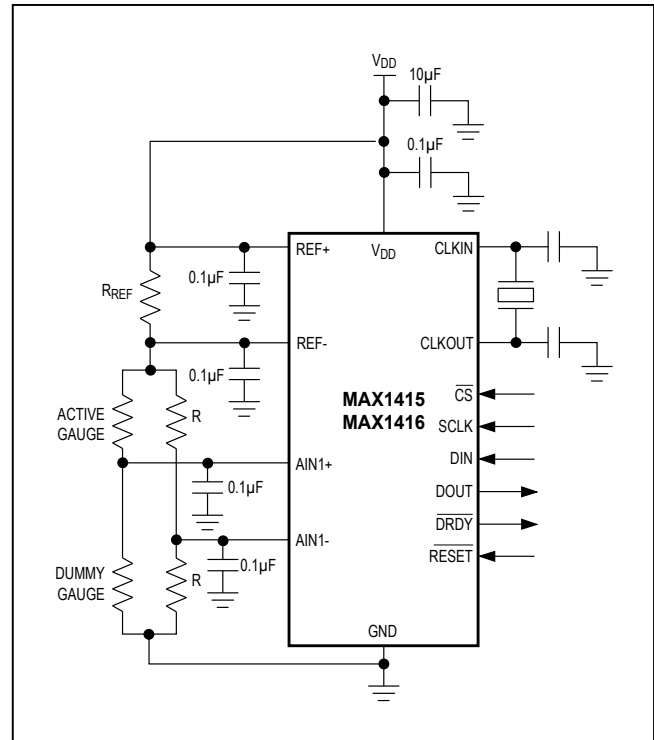 VDD
10µF
0.1µF
REF+
VDD
CLKIN
0.1µF
RREF
REF-
CLKOUT
0.1µF
MAX1415
MAX1416
CS
ACTIVE
GAUGE
R
SCLK
DIN
AIN1+
0.1µF
DOUT
DRDY
AIN1-
RESET
0.1µF
DUMMY
GAUGE
R
GND